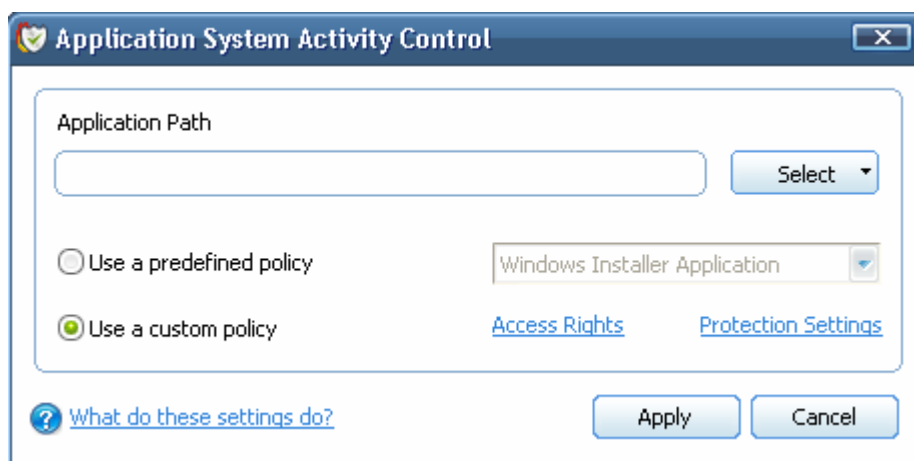 Application System Activity Control
Application Path
Select
Use a predefined policy
Windows Installer Application
Use a custom policy
Access Rights
Protection Settings
What do these settings do?
Apply
Cancel